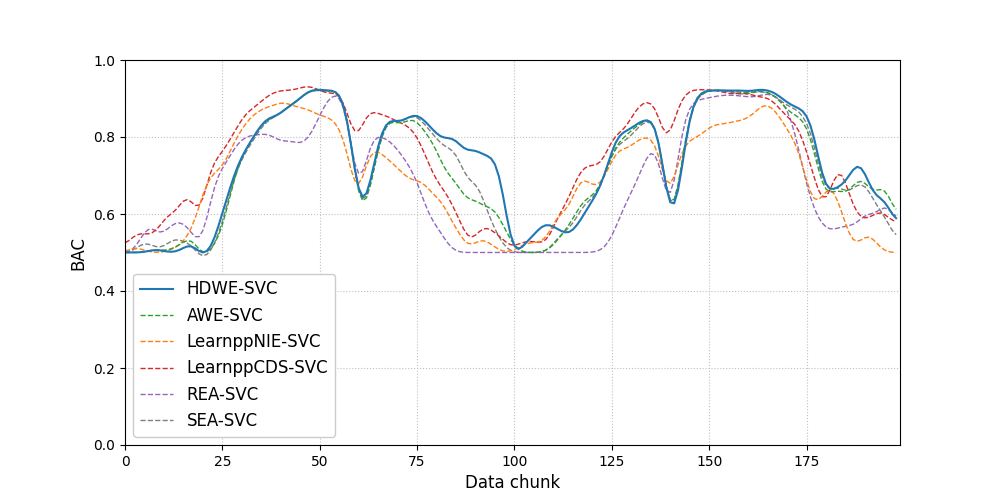 1.0
0.8
0.6
0.4
0.2
0.0
BAC
HDWE-SVC
AWE-SVC
LearnppNIE-SVC
LearnppCDS-SVC
REA-SVC
SEA-SVC
0 25 50 75 100 125 150 175
Data chunk